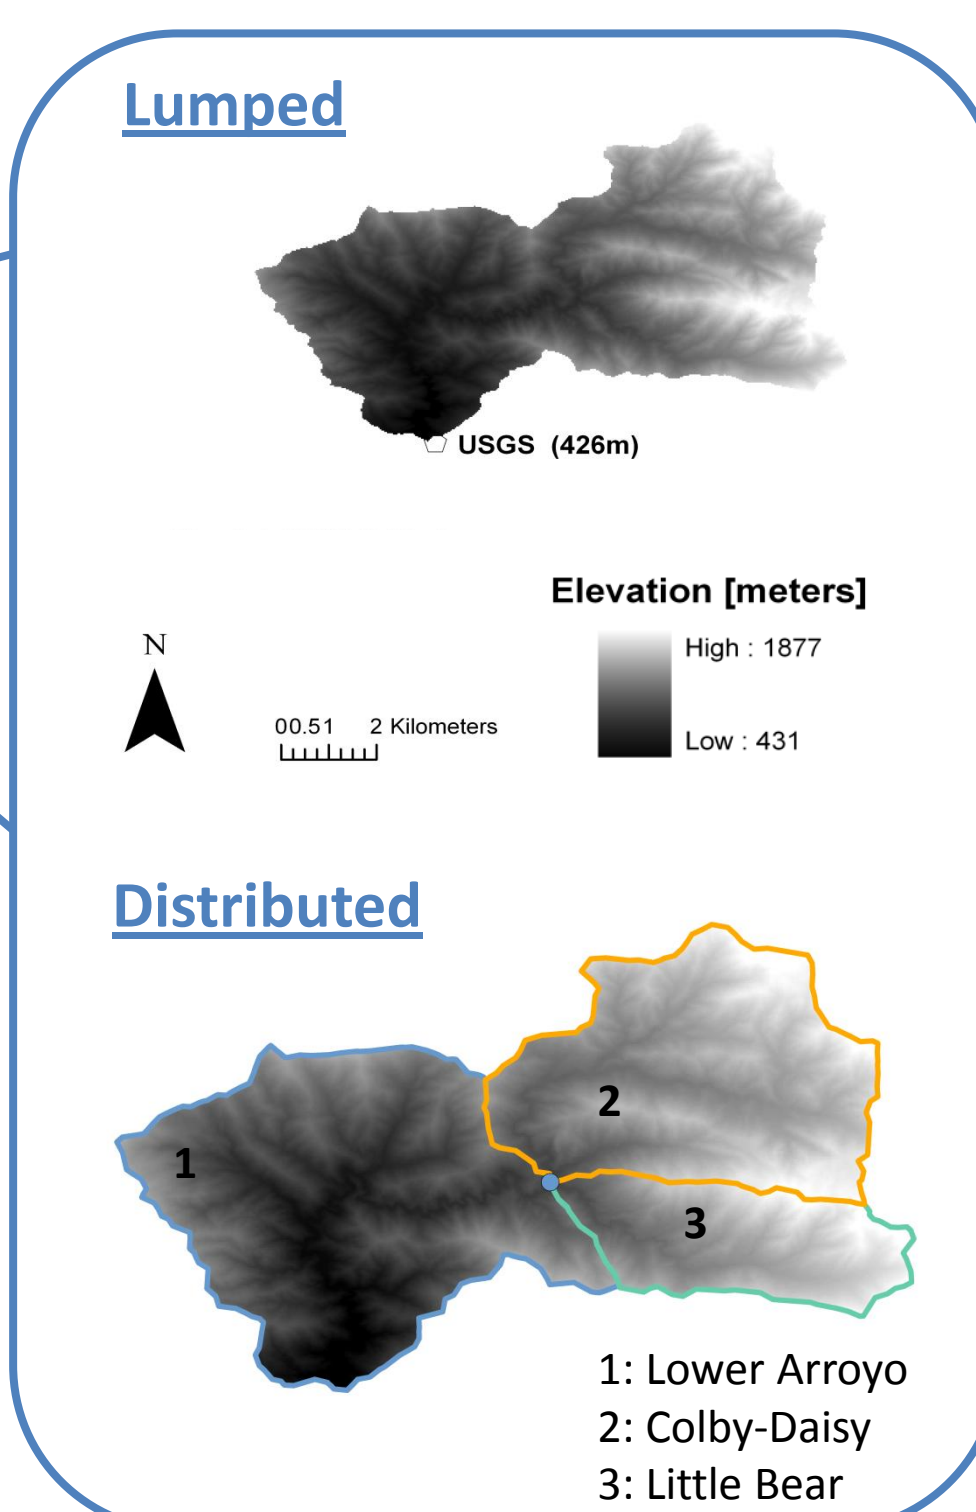 Lumped
USGS (426m)
Elevation [meters]
High : 1877
Low : 431
N
00.51 2 Kilometers
Distributed
1
2
3
1: Lower Arroyo
2: Colby-Daisy
3: Little Bear